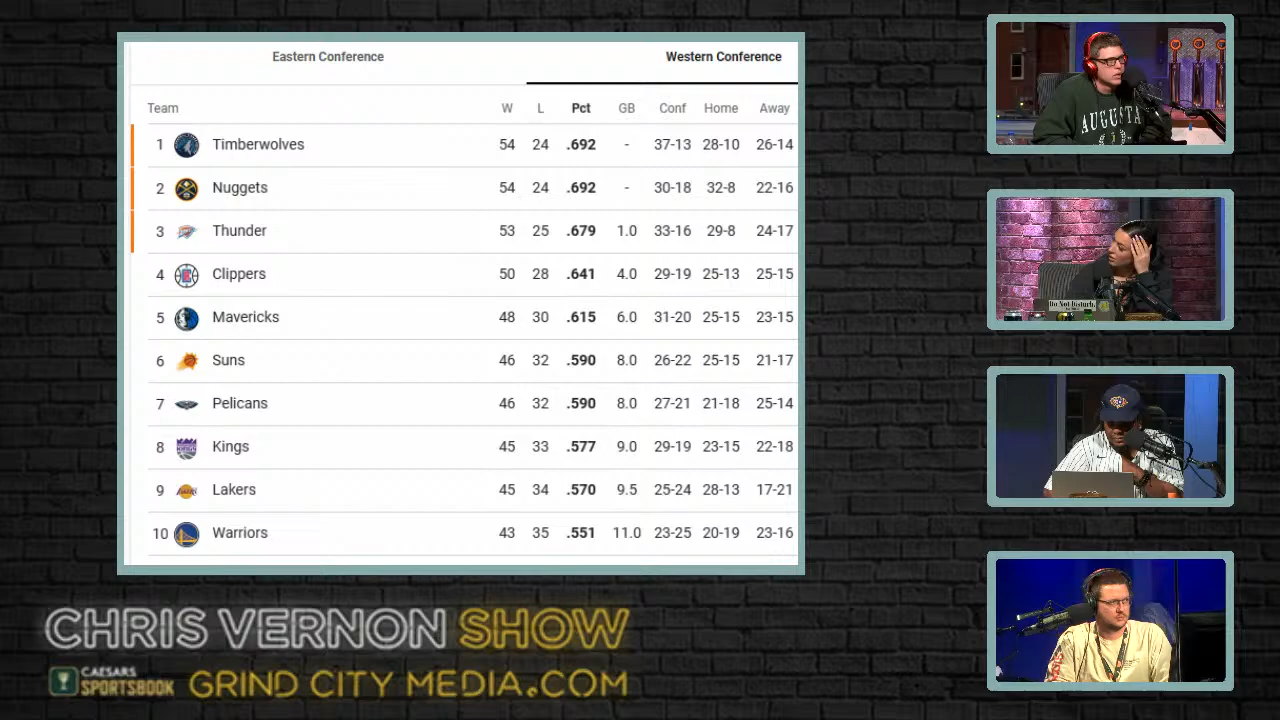 Eastern Conference Western Conference
Team W L Pct GB Conf Home Away
1 Timberwolves 54 24 .692 - 37-13 28-10 26-14
2 Nuggets 54 24 .692 - 30-18 32-8 22-16
3 Thunder 53 25 .679 1.0 33-16 29-8 24-17
4 Clippers 50 28 .641 4.0 29-19 25-13 25-15
5 Mavericks 48 30 .615 6.0 31-20 25-15 23-15
6 Suns 46 32 .590 8.0 26-22 25-15 21-17
7 Pelicans 46 32 .590 8.0 27-21 21-18 25-14
8 Kings 45 33 .577 9.0 29-19 23-15 22-18
9 Lakers 45 34 .570 9.5 25-24 28-13 17-21
10 Warriors 43 35 .551 11.0 23-25 20-19 23-16
CHRIS VERNON SHOW
CAESARS
SPORTSBOOK
GRIND CITY MEDIA.COM
AUGUSTA
Do Not Disturb.